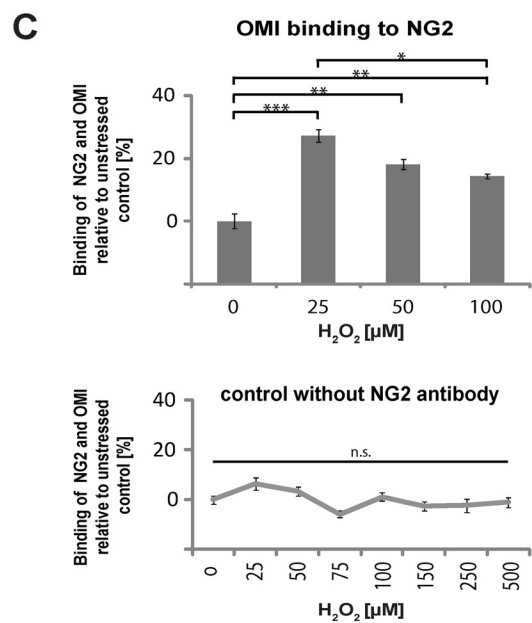 C
OMI binding to NG2
*
**
**
***
Binding of NG2 and OMI
relative to unstressed
control [%]
40
20
0
0 25 50 100
H₂O₂ [µM]
control without NG2 antibody
Binding of NG2 and OMI
relative to unstressed
control [%]
40
20
0
n.s.
0 25 50 75 100 150 250 500
H₂O₂ [µM]